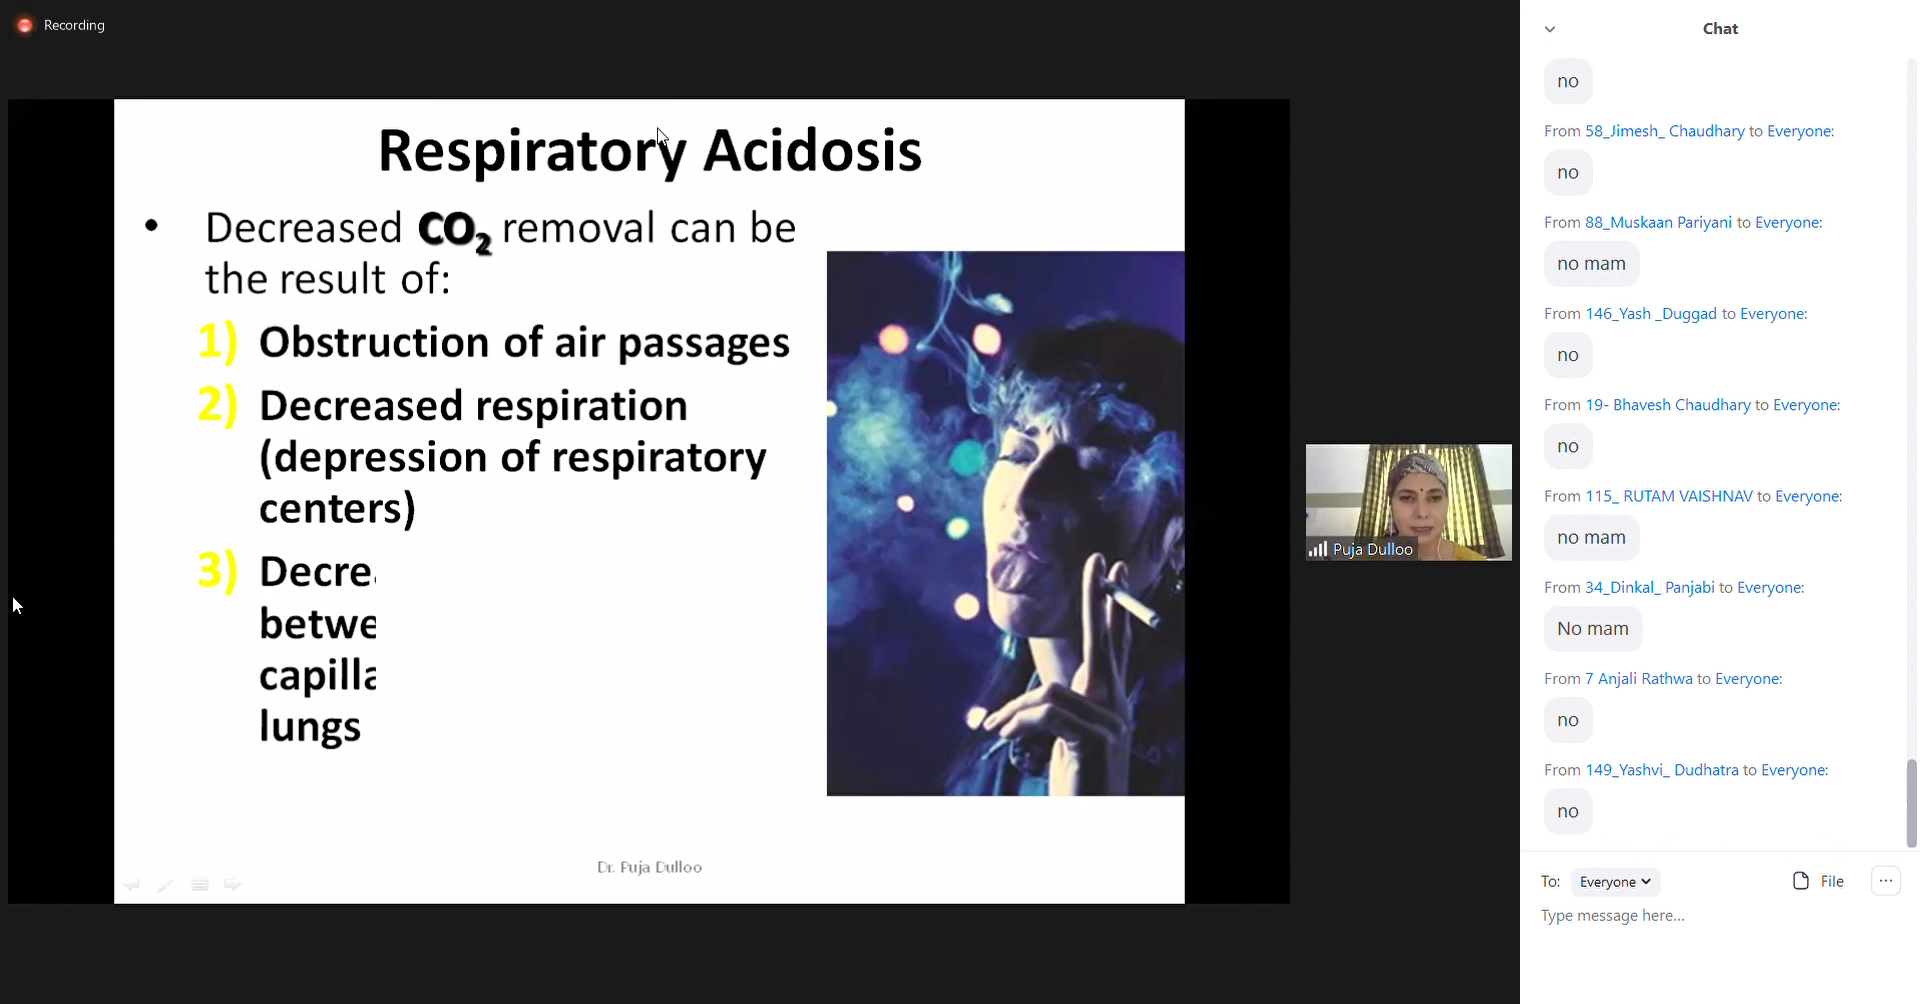 Recording
Respiratory Acidosis
• Decreased CO₂ removal can be
the result of:
1) Obstruction of air passages
2) Decreased respiration
(depression of respiratory
centers)
3) Decre
betwe
capilla
lungs
Dr. Puja Dulloo
Puja Dulloo
Chat
no
From 58_Jimesh_ Chaudhary to Everyone:
no
From 88_Muskaan Pariyani to Everyone:
no mam
From 146_Yash _Duggad to Everyone:
no
From 19- Bhavesh Chaudhary to Everyone:
no
From 115_ RUTAM VAISHNAV to Everyone:
no mam
From 34_Dinkal_ Panjabi to Everyone:
No mam
From 7 Anjali Rathwa to Everyone:
no
From 149_Yashvi_ Dudhatra to Everyone:
no
To: Everyone File ...
Type message here...